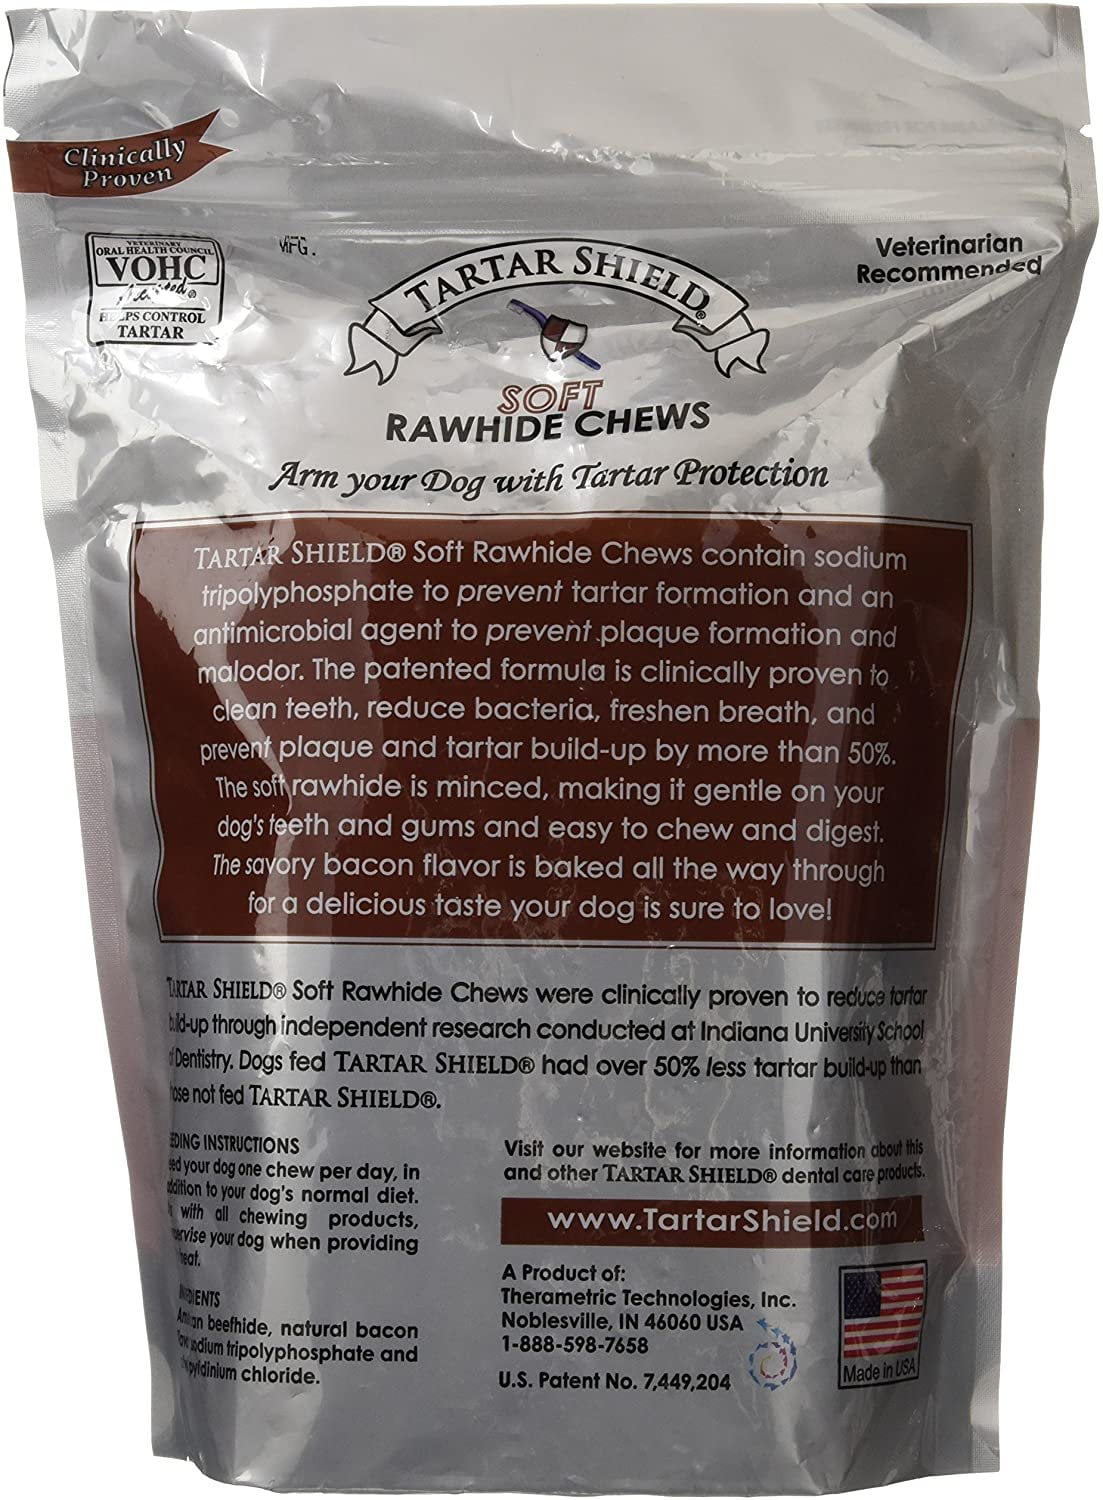 Clinically
Proven
VETERINARY
ORAL HEALTH COUNCIL
VOHC
Accepted®
HELPS CONTROL
TARTAR
MFG.
TARTAR SHIELD®
Veterinarian
Recommended
SOFT
RAWHIDE CHEWS
Arm your Dog with Tartar Protection
TARTAR SHIELD® Soft Rawhide Chews contain sodium
tripolyphosphate to prevent tartar formation and an
antimicrobial agent to prevent plaque formation and
malodor. The patented formula is clinically proven to
clean teeth, reduce bacteria, freshen breath, and
prevent plaque and tartar build-up by more than 50%.
The soft rawhide is minced, making it gentle on your
dog's teeth and gums and easy to chew and digest.
The savory bacon flavor is baked all the way through
for a delicious taste your dog is sure to love!
TARTAR SHIELD® Soft Rawhide Chews were clinically proven to reduce tartar
build-up through independent research conducted at Indiana University School
of Dentistry. Dogs fed TARTAR SHIELD® had over 50% less tartar build-up than
those not fed TARTAR SHIELD®.
EDING INSTRUCTIONS
eed your dog one chew per day, in
addition to your dog's normal diet.
As with all chewing products,
supervise your dog when providing
treat.
INGREDIENTS
American beefhide, natural bacon
flavor, sodium tripolyphosphate and
cetylpyridinium chloride.
Visit our website for more information about this
and other TARTAR SHIELD® dental care products.
www.TartarShield.com
A Product of:
Therametric Technologies, Inc.
Noblesville, IN 46060 USA
1-888-598-7658
U.S. Patent No. 7,449,204
Made in USA